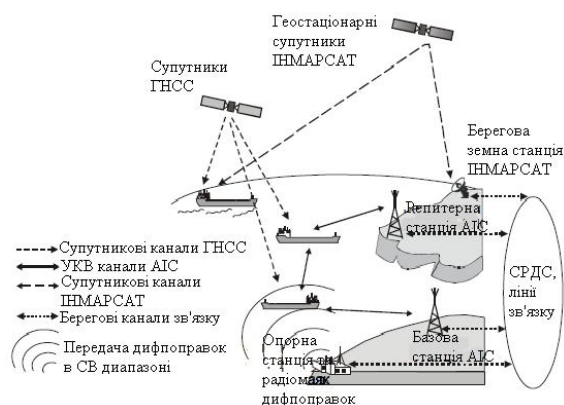 Геостаціонарні
супутники
ІНМАРСАТ
Супутники
ГНСС
Берегова
земна станція
ІНМАРСАТ
Репитерна
станція АІС
Супутникові канали ГНСС
УКВ канали АІС
Супутникові канали
ІНМАРСАТ
Берегові канали зв'язку
СРДС,
лінії
зв'язку
Передача дифпоправок
в СВ диапазоні
Опорна
станція та
радіомаяк
дифпоправок
Базова
станція АІС